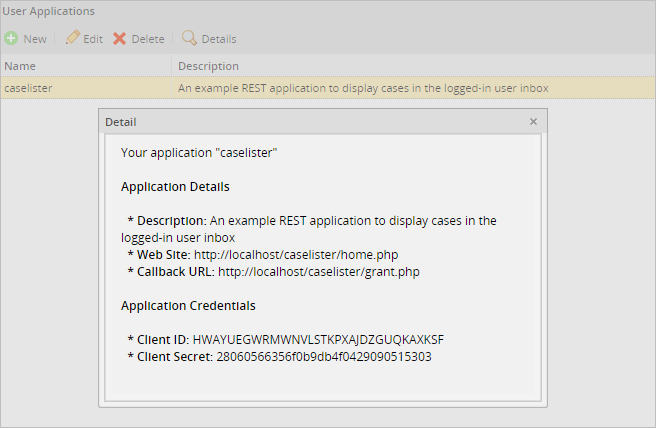 User Applications
New Edit Delete Details
Name Description
caselister An example REST application to display cases in the logged-in user inbox
Detail ×
Your application "caselister"
Application Details
* Description: An example REST application to display cases in the
logged-in user inbox
* Web Site: http://localhost/caselister/home.php
* Callback URL: http://localhost/caselister/grant.php
Application Credentials
* Client ID: HWAYUEGWRMWNVLSTKPXAJDZGUQKAXKSF
* Client Secret: 28060566356f0b9db4f0429090515303